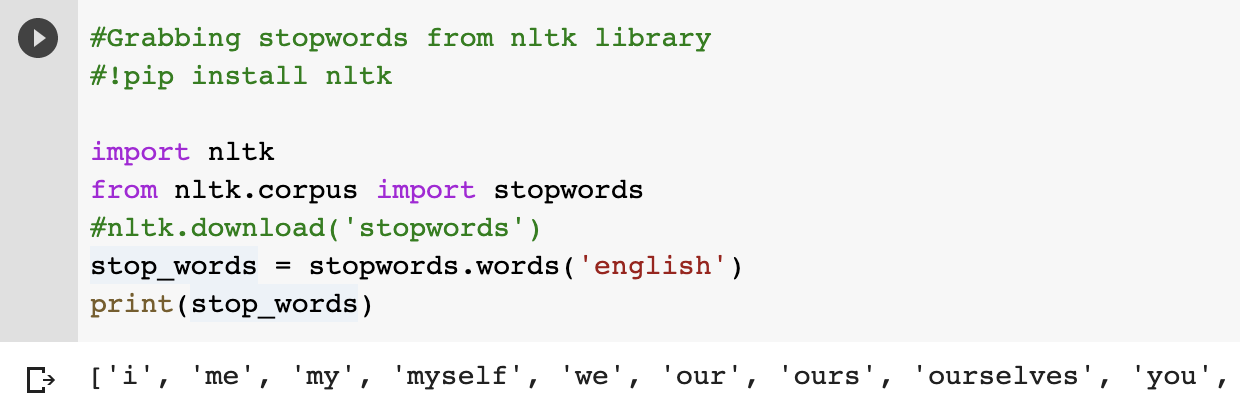 #Grabbing stopwords from nltk library
#!pip install nltk
import nltk
from nltk.corpus import stopwords
#nltk.download('stopwords')
stop_words = stopwords.words('english')
print(stop_words)
['i', 'me', 'my', 'myself', 'we', 'our', 'ours', 'ourselves', 'you',